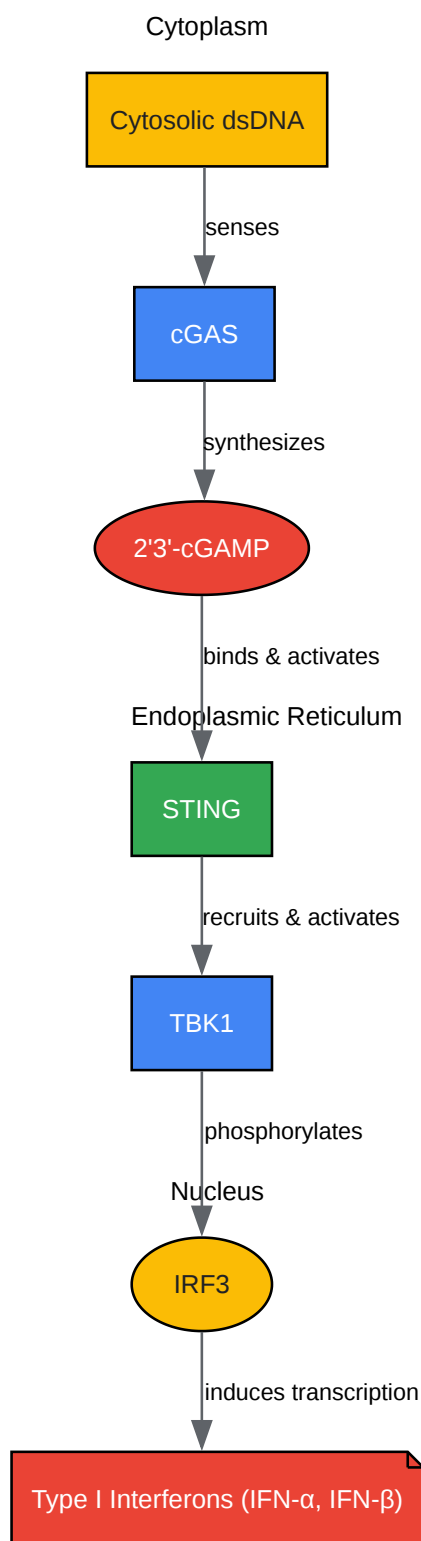 Cytoplasm
Cytosolic dsDNA
senses
cGAS
synthesizes
2'3'-cGAMP
binds & activates
Endoplasmic Reticulum
STING
recruits & activates
TBK1
phosphorylates
Nucleus
IRF3
induces transcription
Type I Interferons (IFN-α, IFN-β)